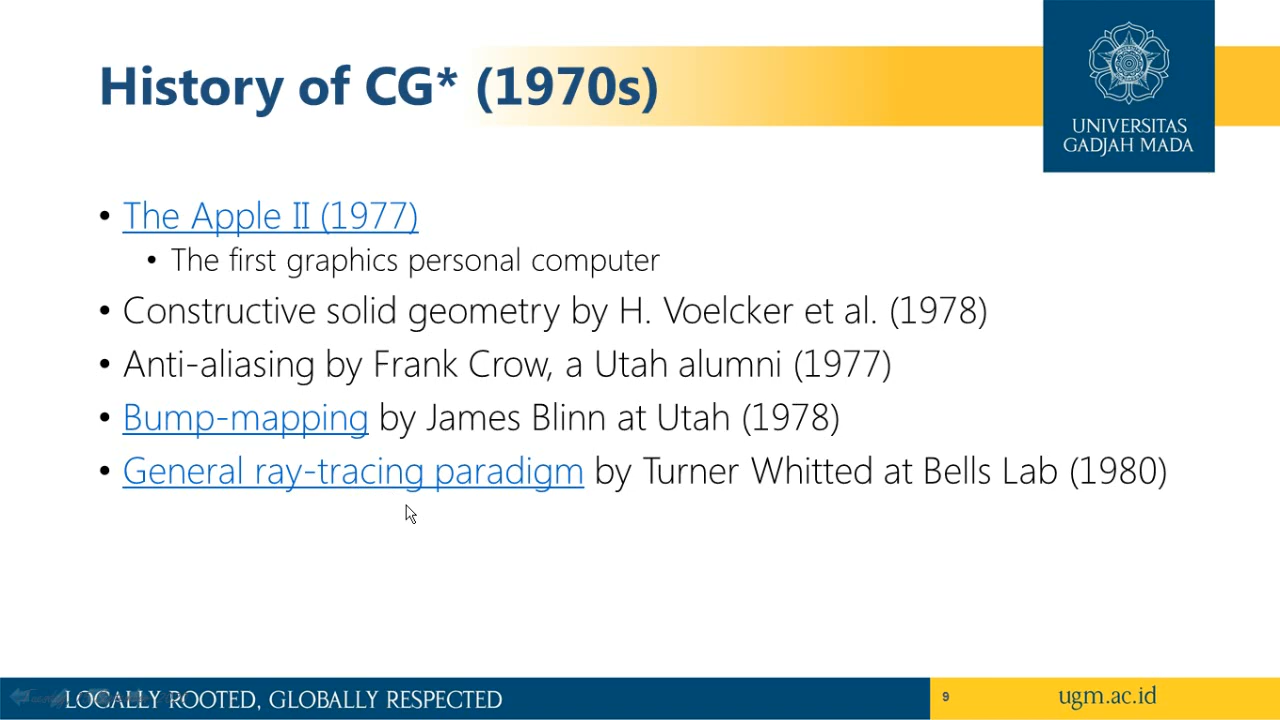 History of CG* (1970s)
UNIVERSITAS
GADJAH MADA
• The Apple II (1977)
• The first graphics personal computer
• Constructive solid geometry by H. Voelcker et al. (1978)
• Anti-aliasing by Frank Crow, a Utah alumni (1977)
• Bump-mapping by James Blinn at Utah (1978)
• General ray-tracing paradigm by Turner Whitted at Bells Lab (1980)
LOCALLY ROOTED, GLOBALLY RESPECTED
9
ugm.ac.id